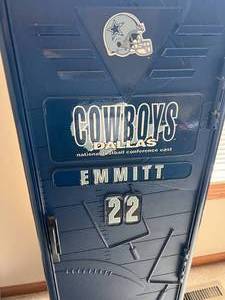 COWBOYS
DALLAS
national football conference east
EMMITT
22